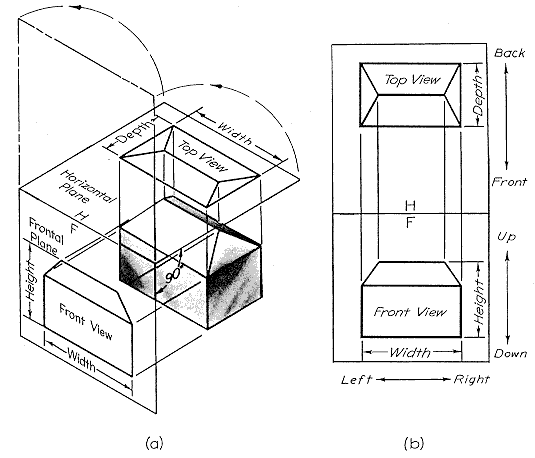 Depth
Width
Top View
Horizontal
Plane
H
F
Frontal
Plane
90°
Height
Front View
Width
(a)
Back
Top View
Depth
Front
H
F
Up
Front View
Height
Width
Down
Left
Right
(b)